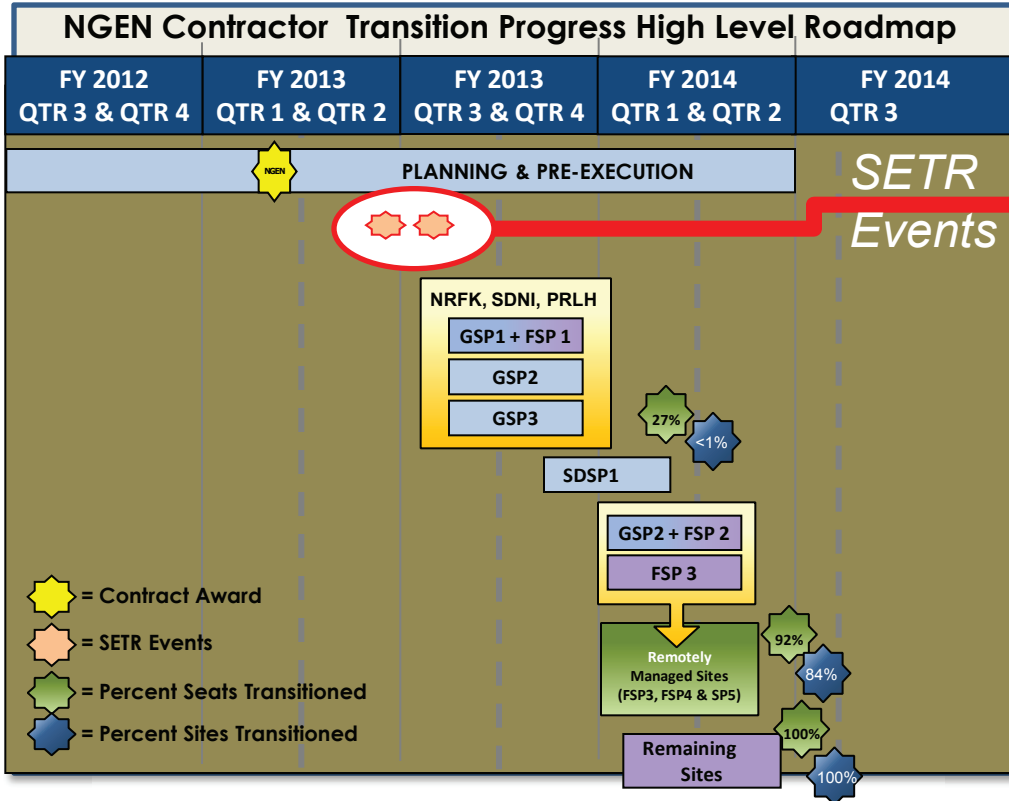 NGEN Contractor Transition Progress High Level Roadmap
FY 2012
QTR 3 & QTR 4
FY 2013
QTR 1 & QTR 2
FY 2013
QTR 3 & QTR 4
FY 2014
QTR 1 & QTR 2
FY 2014
QTR 3
NGEN
PLANNING & PRE-EXECUTION
SETR
Events
NRFK, SDNI, PRLH
GSP1 + FSP 1
GSP2
GSP3
27%
<1%
SDSP1
GSP2 + FSP 2
FSP 3
Remotely
Managed Sites
(FSP3, FSP4 & SP5)
92%
84%
100%
Remaining
Sites
100%
= Contract Award
= SETR Events
= Percent Seats Transitioned
= Percent Sites Transitioned